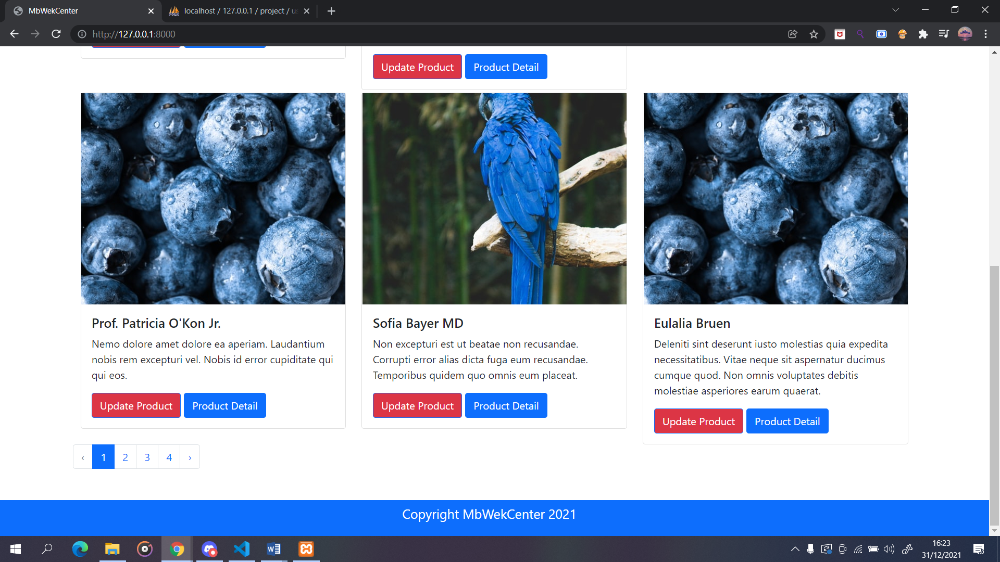 MbWekCenter
localhost / 127.0.0.1 / project / us
http://127.0.0.1:8000
Update Product
Product Detail
Prof. Patricia O'Kon Jr.
Nemo dolore amet dolore ea aperiam. Laudantium
nobis rem excepturi vel. Nobis id error cupiditate qui
qui eos.
Update Product
Product Detail
Sofia Bayer MD
Non excepturi est ut beatae non recusandae.
Corrupti error alias dicta fuga eum recusandae.
Temporibus quidem quo omnis eum placeat.
Update Product
Product Detail
Eulalia Bruen
Deleniti sint deserunt iusto molestias quia expedita
necessitatibus. Vitae neque sit aspernatur ducimus
cumque quod. Non omnis voluptates debitis
molestiae asperiores earum quaerat.
Update Product
Product Detail
‹ 1 2 3 4 ›
Copyright MbWekCenter 2021
16:23
31/12/2021